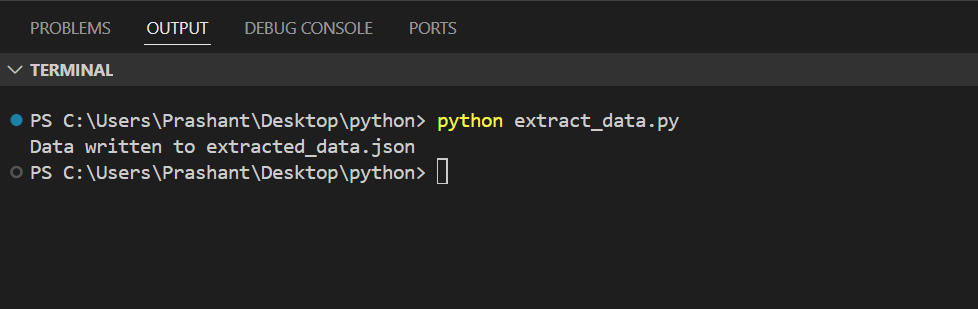 PROBLEMS OUTPUT DEBUG CONSOLE PORTS
TERMINAL
PS C:\Users\Prashant\Desktop\python> python extract_data.py
Data written to extracted_data.json
PS C:\Users\Prashant\Desktop\python>